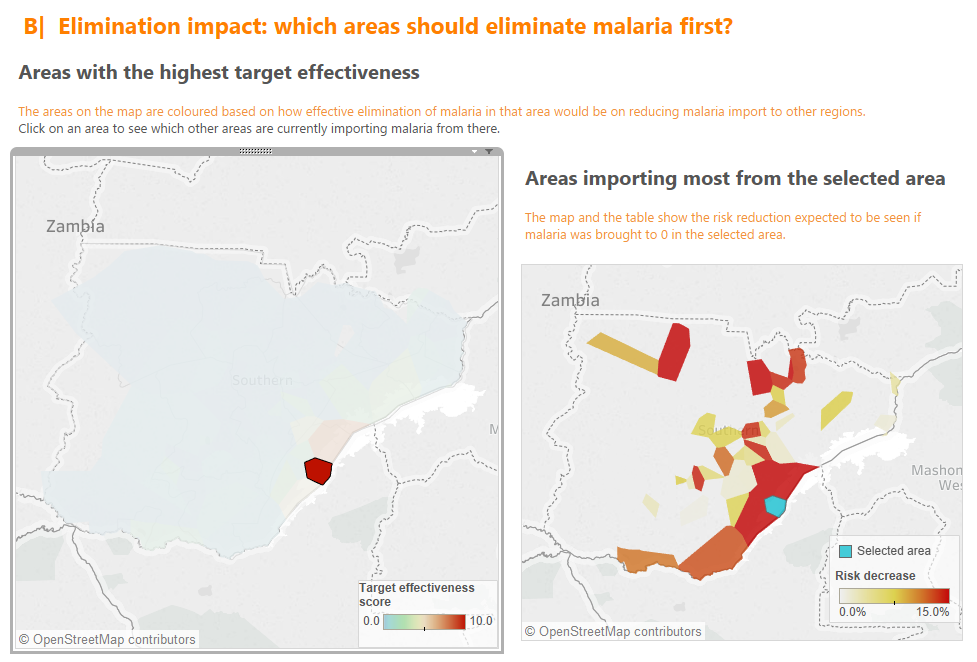 B| Elimination impact: which areas should eliminate malaria first?
Areas with the highest target effectiveness
The areas on the map are coloured based on how effective elimination of malaria in that area would be on reducing malaria import to other regions.
Click on an area to see which other areas are currently importing malaria from there.
Zambia
Southern
M
Target effectiveness
score
0.0 10.0
© OpenStreetMap contributors
Areas importing most from the selected area
The map and the table show the risk reduction expected to be seen if
malaria was brought to 0 in the selected area.
Zambia
Southern
Mashon
Wes
Selected area
Risk decrease
0.0% 15.0%
© OpenStreetMap contributors